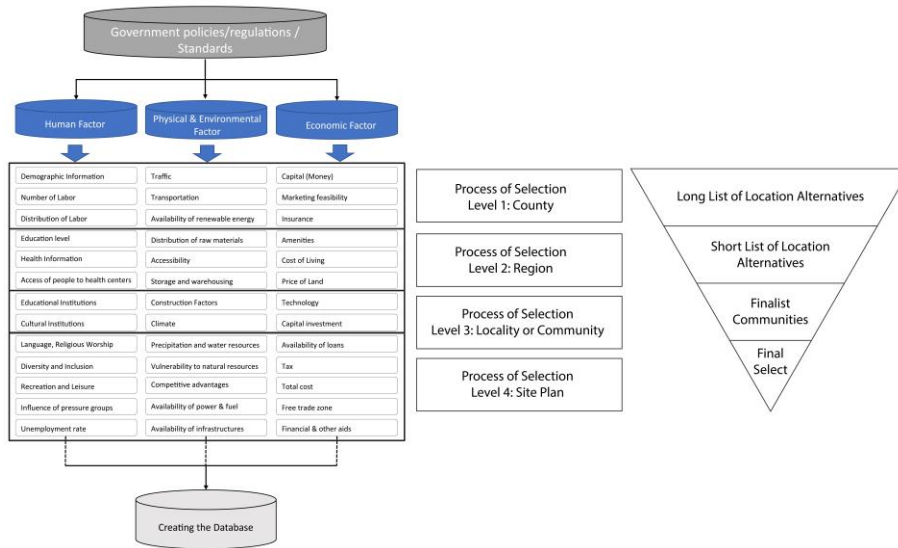 Government policies/regulations /
Standards
Human Factor
Physical & Environmental
Factor
Economic Factor
Demographic Information
Traffic
Capital (Money)
Number of Labor
Transportation
Marketing feasibility
Distribution of Labor
Availability of renewable energy
Insurance
Education level
Distribution of raw materials
Amenities
Health Information
Accessibility
Cost of Living
Access of people to health centers
Storage and warehousing
Price of Land
Educational Institutions
Construction Factors
Technology
Cultural Institutions
Climate
Capital investment
Language, Religious Worship
Precipitation and water resources
Availability of loans
Diversity and Inclusion
Vulnerability to natural resources
Tax
Recreation and Leisure
Competitive advantages
Total cost
Influence of pressure groups
Availability of power & fuel
Free trade zone
Unemployment rate
Availability of infrastructures
Financial & other aids
Creating the Database
Process of Selection
Level 1: County
Process of Selection
Level 2: Region
Process of Selection
Level 3: Locality or Community
Process of Selection
Level 4: Site Plan
Long List of Location Alternatives
Short List of Location
Alternatives
Finalist
Communities
Final
Select